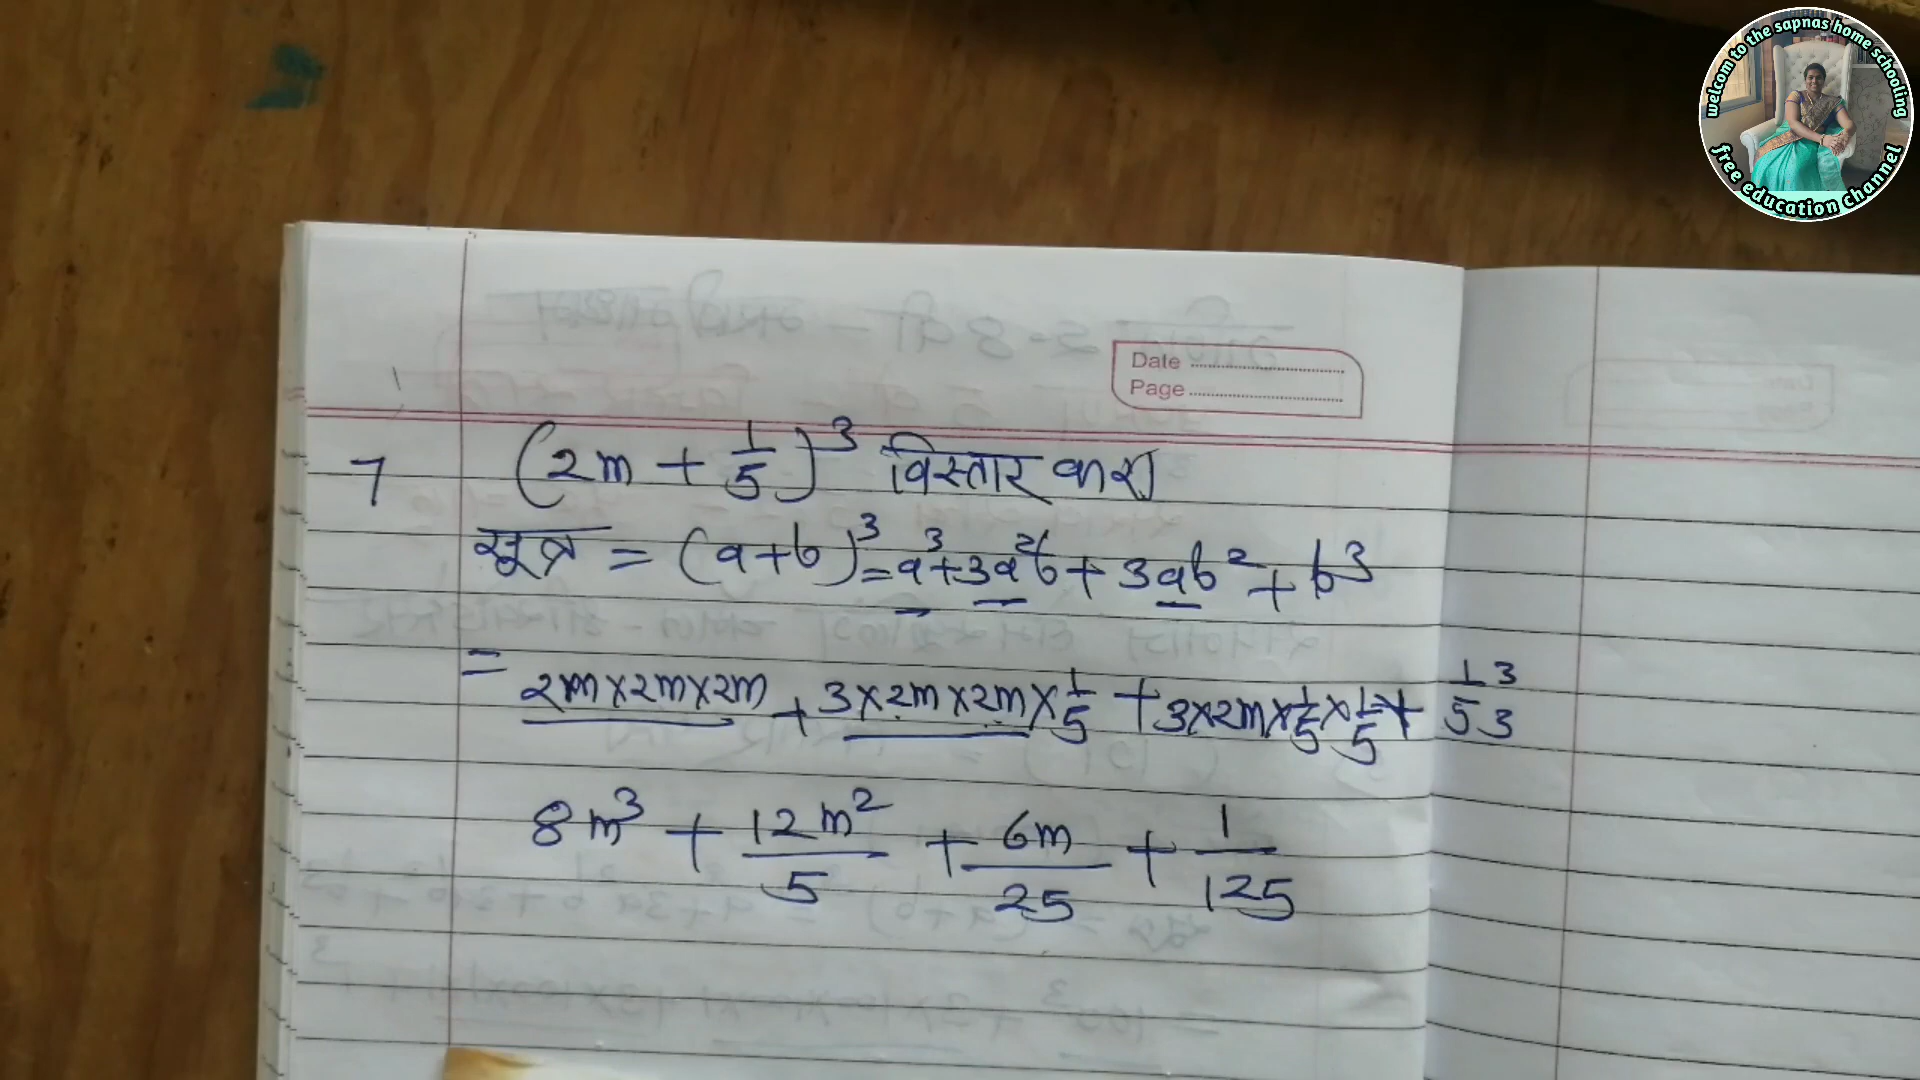 welcom to the sapnas home schooling
free education channel
Date
Page
7 (2m + 1/5)³ विस्तार करा
सूत्र = (a+b)³ = a³+3a²b + 3ab² + b³
= 2m×2m×2m + 3×2m×2m×1/5 + 3×2m×1/5×1/5 + 1³/5³
8m³ + 12m²/5 + 6m/25 + 1/125